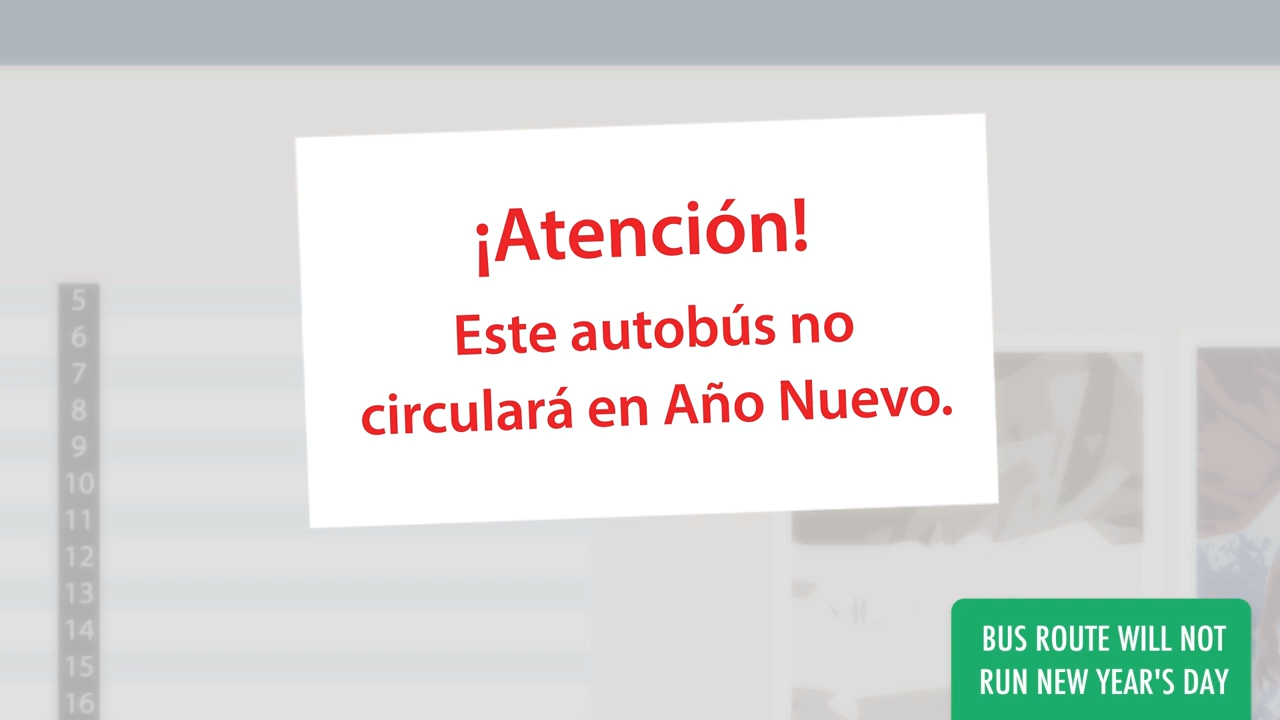 ¡Atención!
Este autobús no
circulará en Año Nuevo.
5
6
7
8
9
10
11
12
13
14
15
16
BUS ROUTE WILL NOT
RUN NEW YEAR'S DAY